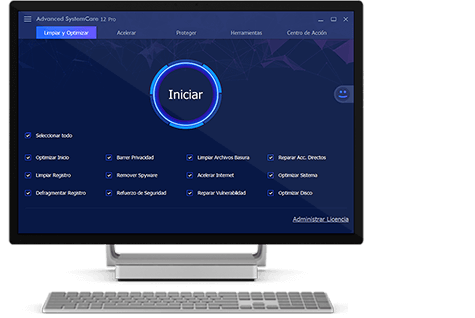 Advanced SystemCare 12 Pro
Limpiar y Optimizar Acelerar Proteger Herramientas Centro de Acción
Iniciar
Seleccionar todo
Optimizar Inicio Barrer Privacidad Limpiar Archivos Basura Reparar Acc. Directos
Limpiar Registro Remover Spyware Acelerar Internet Optimizar Sistema
Defragmentar Registro Refuerzo de Seguridad Reparar Vulnerabilidad Optimizar Disco
Administrar Licencia